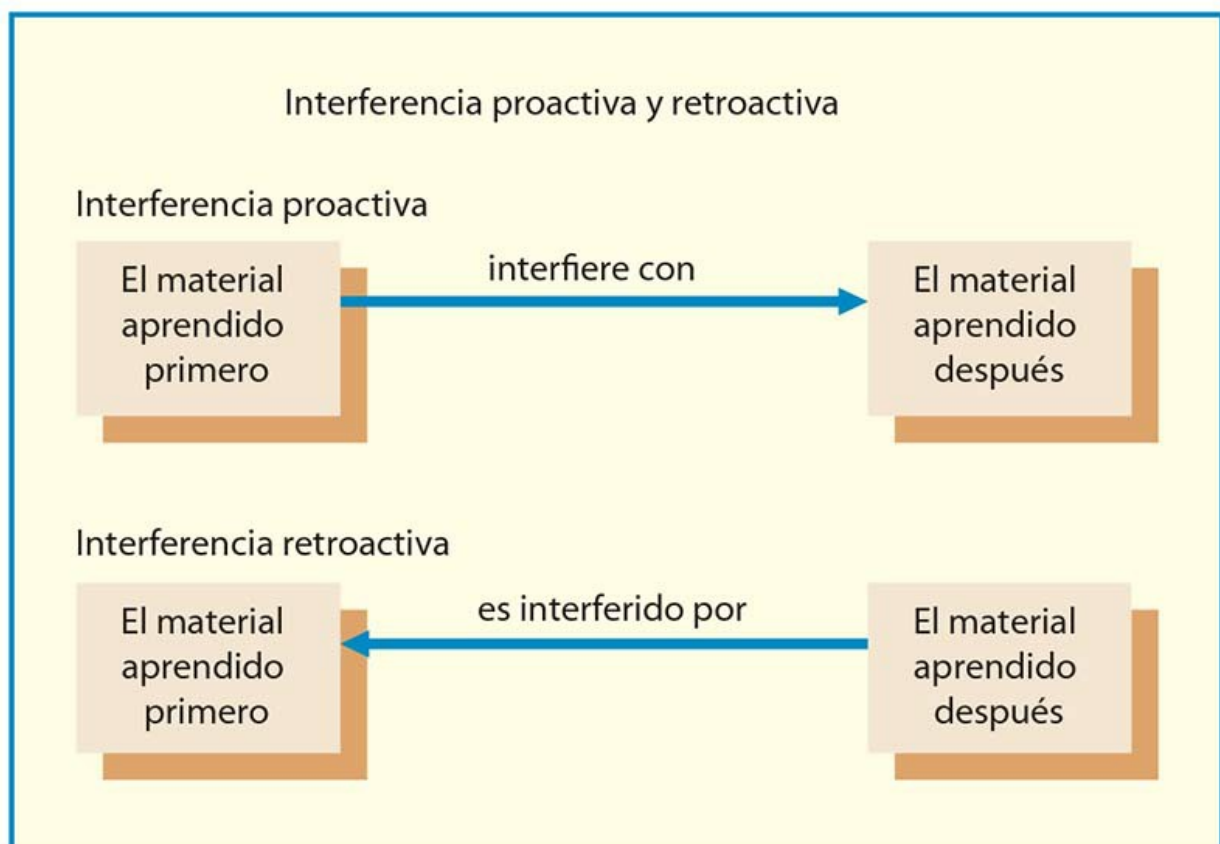 Interferencia proactiva y retroactiva
Interferencia proactiva
El material
aprendido
primero
interfiere con
El material
aprendido
después
Interferencia retroactiva
El material
aprendido
primero
es interferido por
El material
aprendido
después